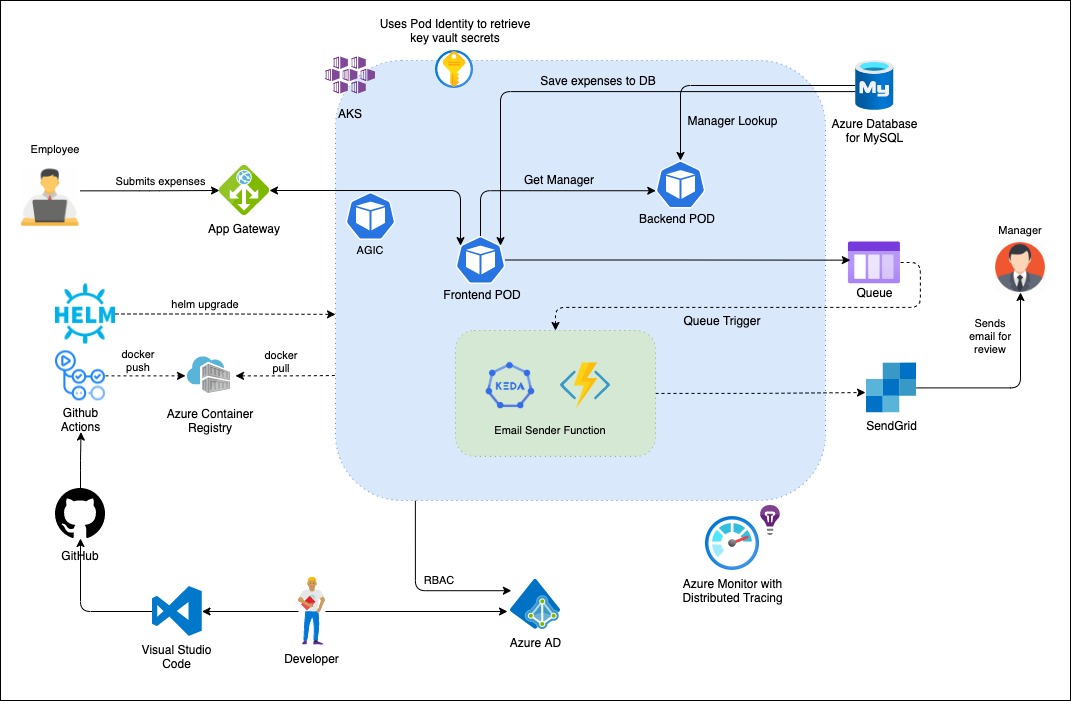 Uses Pod Identity to retrieve
key vault secrets
AKS
Save expenses to DB
My
Azure Database
for MySQL
Manager Lookup
Employee
Submits expenses
App Gateway
AGIC
Get Manager
Backend POD
Frontend POD
Queue
Manager
Queue Trigger
HELM
helm upgrade
docker
push
docker
pull
Github
Actions
Azure Container
Registry
KEDA
Email Sender Function
SendGrid
Sends
email for
review
GitHub
RBAC
Azure Monitor with
Distributed Tracing
Visual Studio
Code
Developer
Azure AD